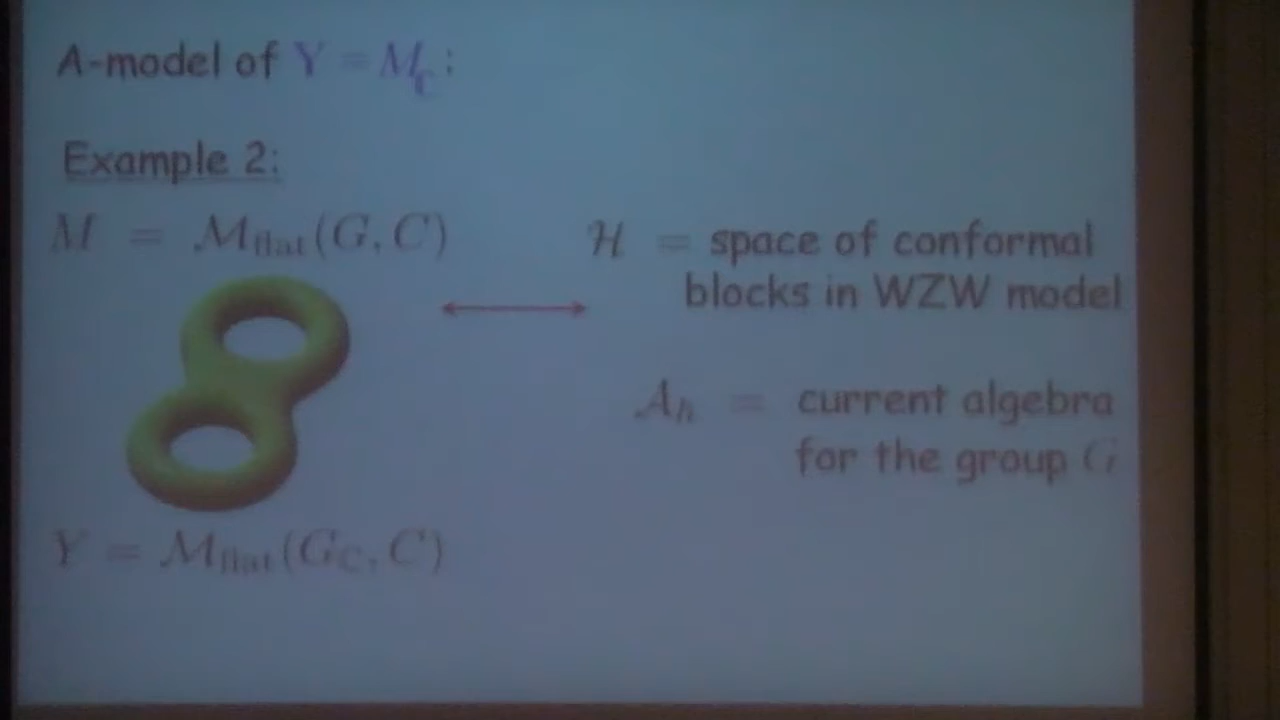 A-model of Y = M_C :
Example 2:
M = ℳ_flat(G, C)
ℋ = space of conformal
blocks in WZW model
𝒜_ħ = current algebra
for the group G
Y = ℳ_flat(G_C, C)